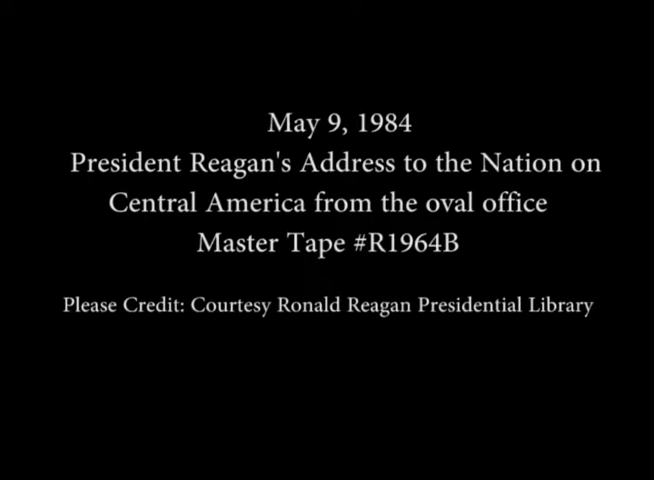 May 9, 1984
President Reagan's Address to the Nation on
Central America from the oval office
Master Tape #R1964B
Please Credit: Courtesy Ronald Reagan Presidential Library